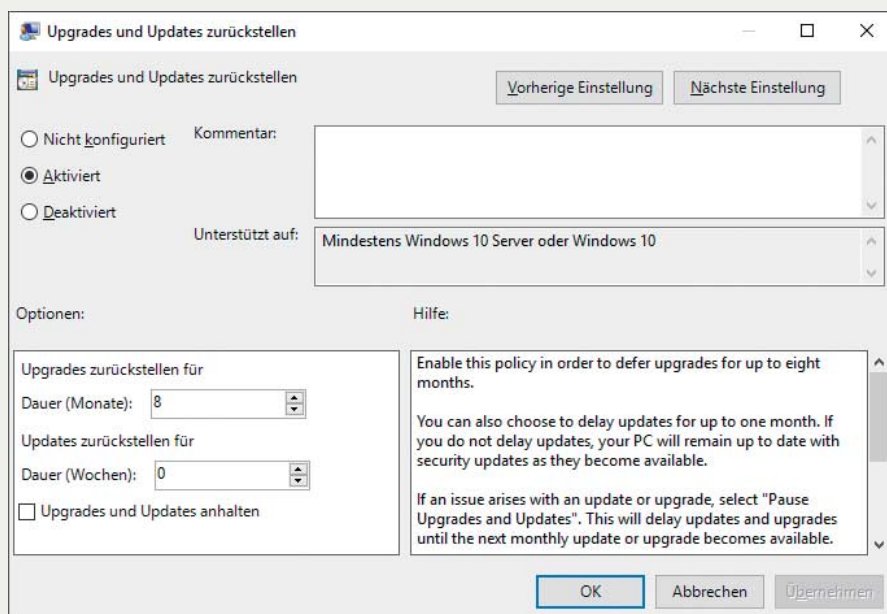 Upgrades und Updates zurückstellen
Upgrades und Updates zurückstellen
Vorherige Einstellung
Nächste Einstellung
Nicht konfiguriert
Kommentar:
Aktiviert
Deaktiviert
Unterstützt auf:
Mindestens Windows 10 Server oder Windows 10
Optionen:
Hilfe:
Upgrades zurückstellen für
Dauer (Monate): 8
Updates zurückstellen für
Dauer (Wochen): 0
Upgrades und Updates anhalten
Enable this policy in order to defer upgrades for up to eight
months.
You can also choose to delay updates for up to one month. If
you do not delay updates, your PC will remain up to date with
security updates as they become available.
If an issue arises with an update or upgrade, select "Pause
Upgrades and Updates". This will delay updates and upgrades
until the next monthly update or upgrade becomes available.
OK
Abbrechen
Übernehmen